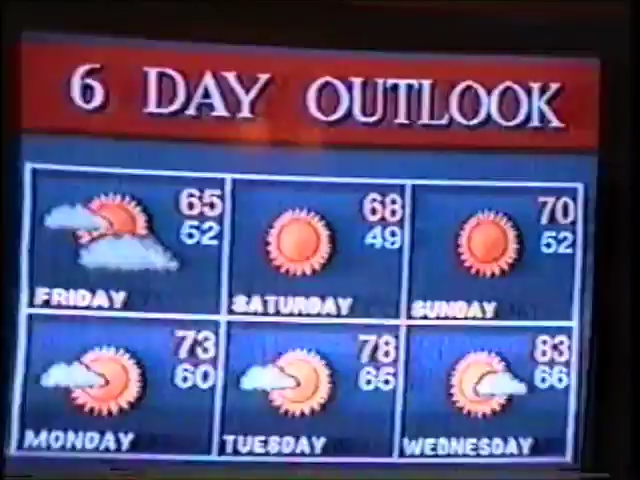 6 DAY OUTLOOK
65
52
FRIDAY
68
49
SATURDAY
70
52
SUNDAY
73
60
MONDAY
78
65
TUESDAY
83
66
WEDNESDAY